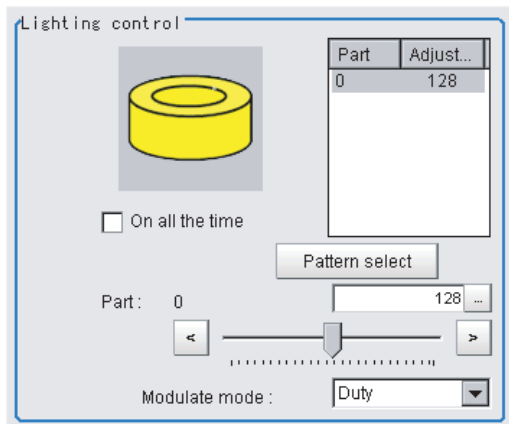 Lighting control
Part Adjust...
0 128
On all the time
Pattern select
Part : 0 128 ...
< >
Modulate mode : Duty